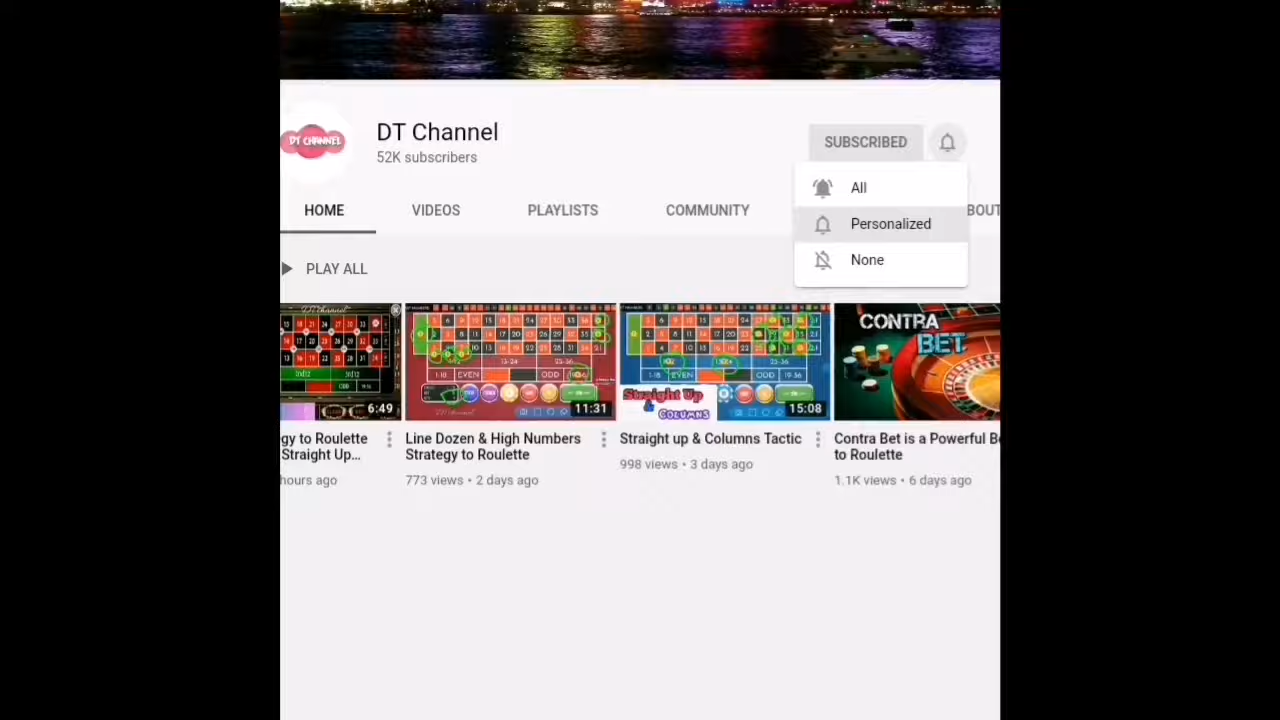 DT CHANNEL
DT Channel
52K subscribers
SUBSCRIBED
All
Personalized
None
HOME
VIDEOS
PLAYLISTS
COMMUNITY
BOUT
PLAY ALL
DT Channel
6:49
11:31
Straight Up
&
COLUMNS
15:08
CONTRA
BET
gy to Roulette
Straight Up...
hours ago
Line Dozen & High Numbers
Strategy to Roulette
773 views • 2 days ago
Straight up & Columns Tactic
998 views • 3 days ago
Contra Bet is a Powerful B
to Roulette
1.1K views • 6 days ago